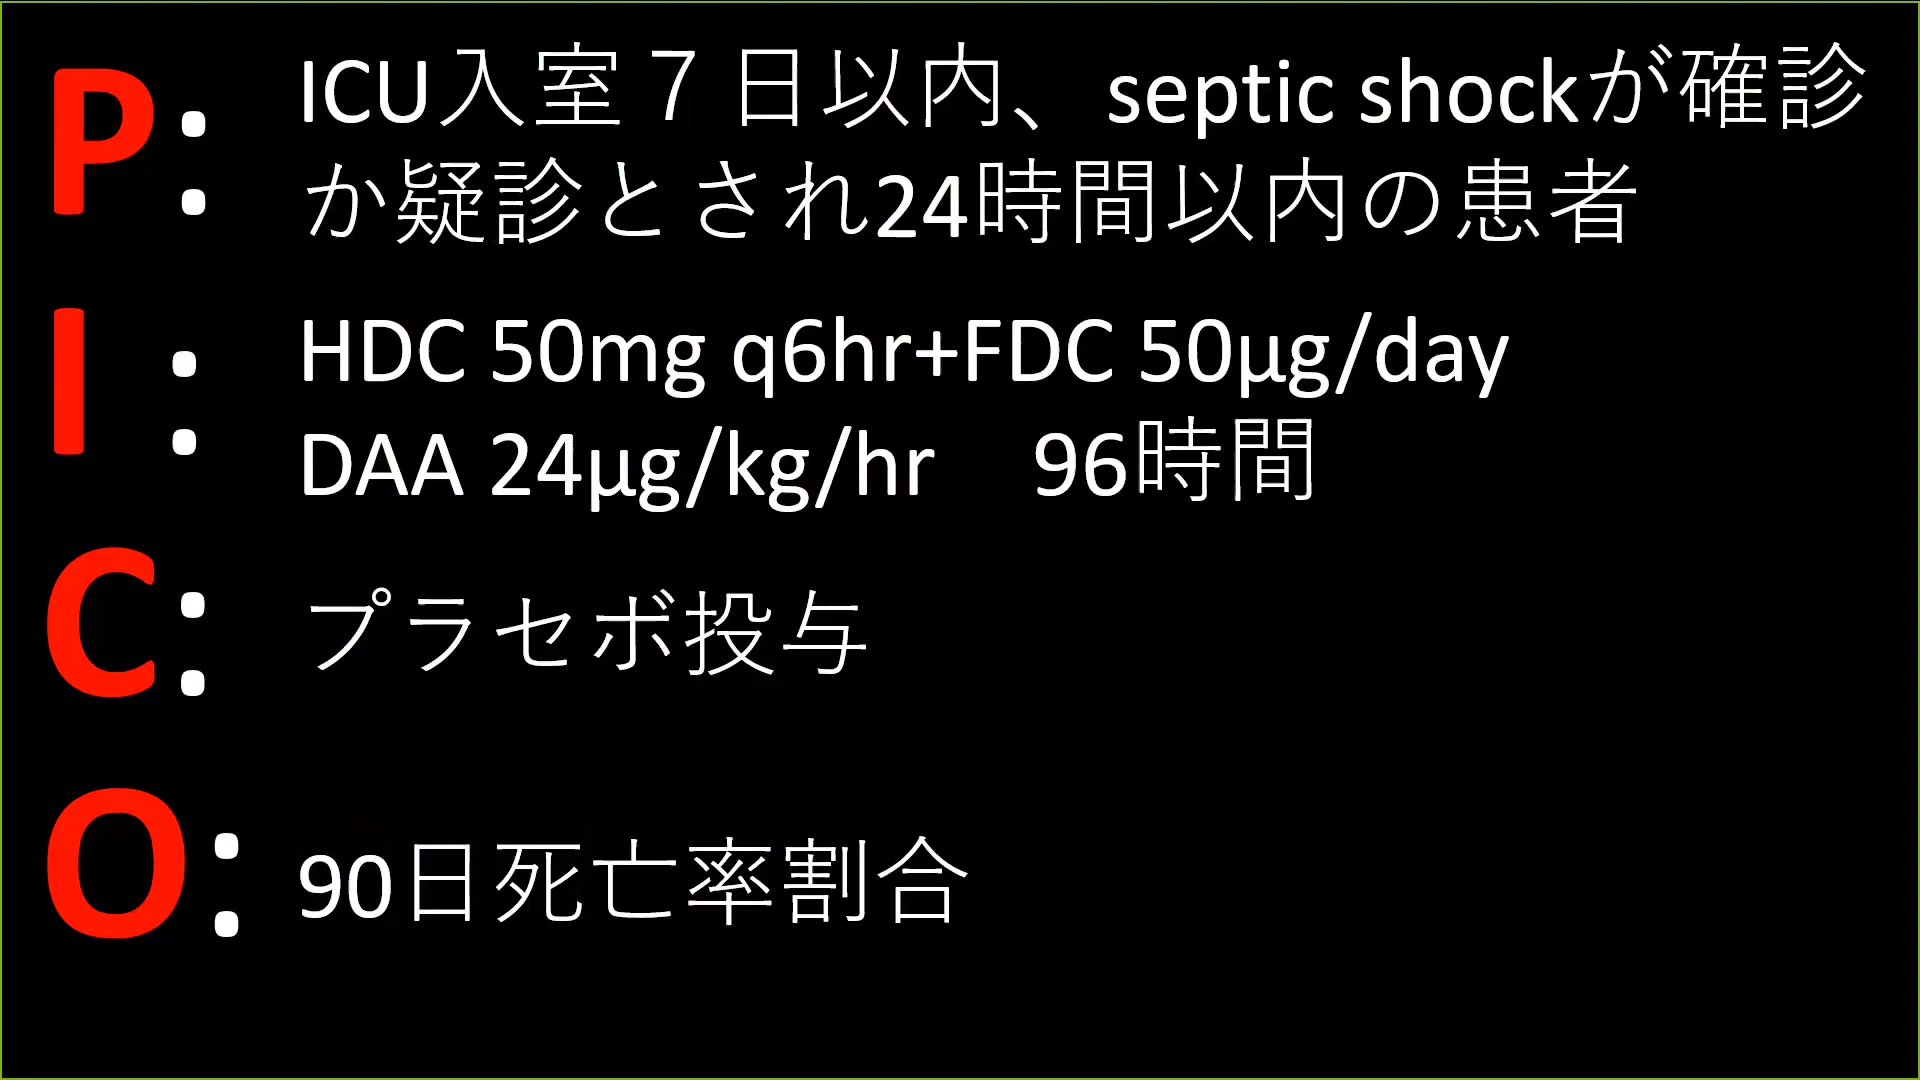 P: ICU入室７日以内、septic shockが確診
か疑診とされ24時間以内の患者
I: HDC 50mg q6hr+FDC 50μg/day
DAA 24μg/kg/hr　96時間
C: プラセボ投与
O: 90日死亡率割合